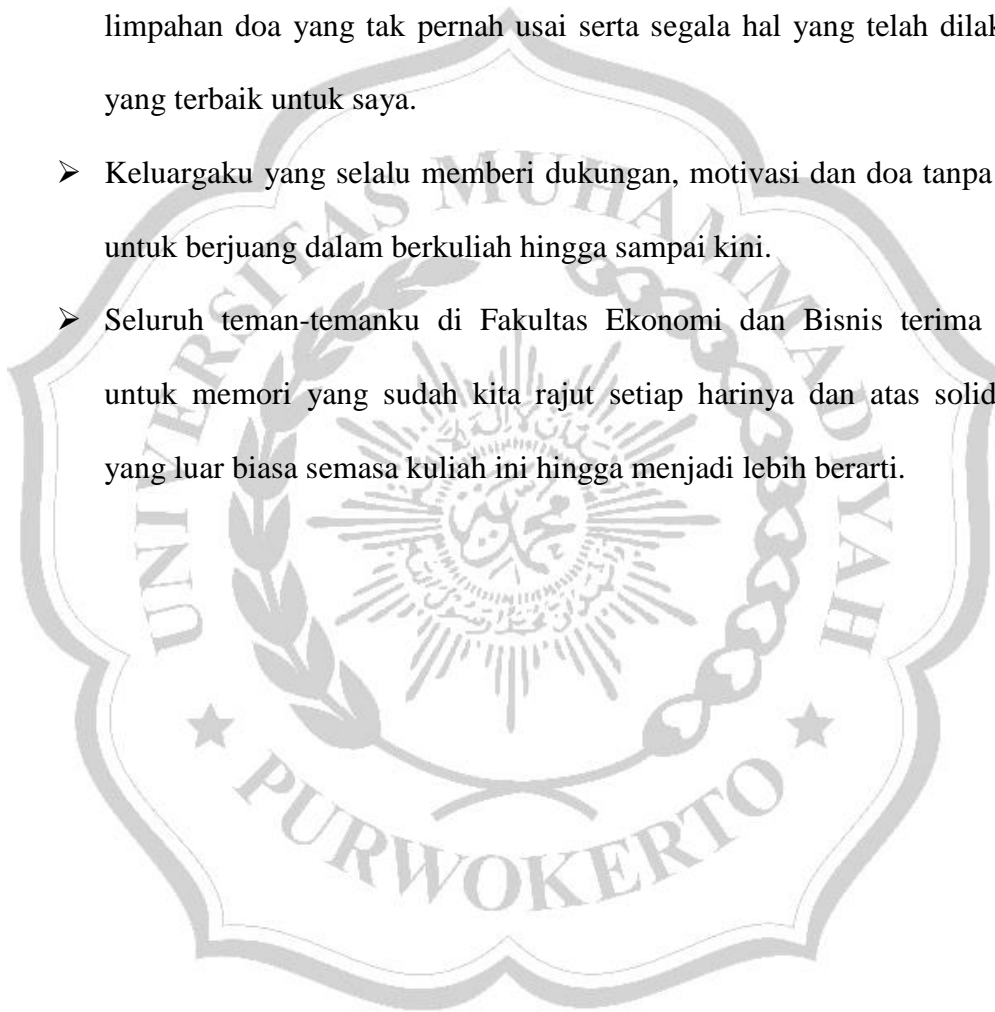 limpahan doa yang tak pernah usai serta segala hal yang telah dilak
yang terbaik untuk saya.
➢ Keluargaku yang selalu memberi dukungan, motivasi dan doa tanpa
untuk berjuang dalam berkuliah hingga sampai kini.
➢ Seluruh teman-temanku di Fakultas Ekonomi dan Bisnis terima
untuk memori yang sudah kita rajut setiap harinya dan atas solid
yang luar biasa semasa kuliah ini hingga menjadi lebih berarti.
UNIVERSITAS MUHAMMADIYAH
PURWOKERTO